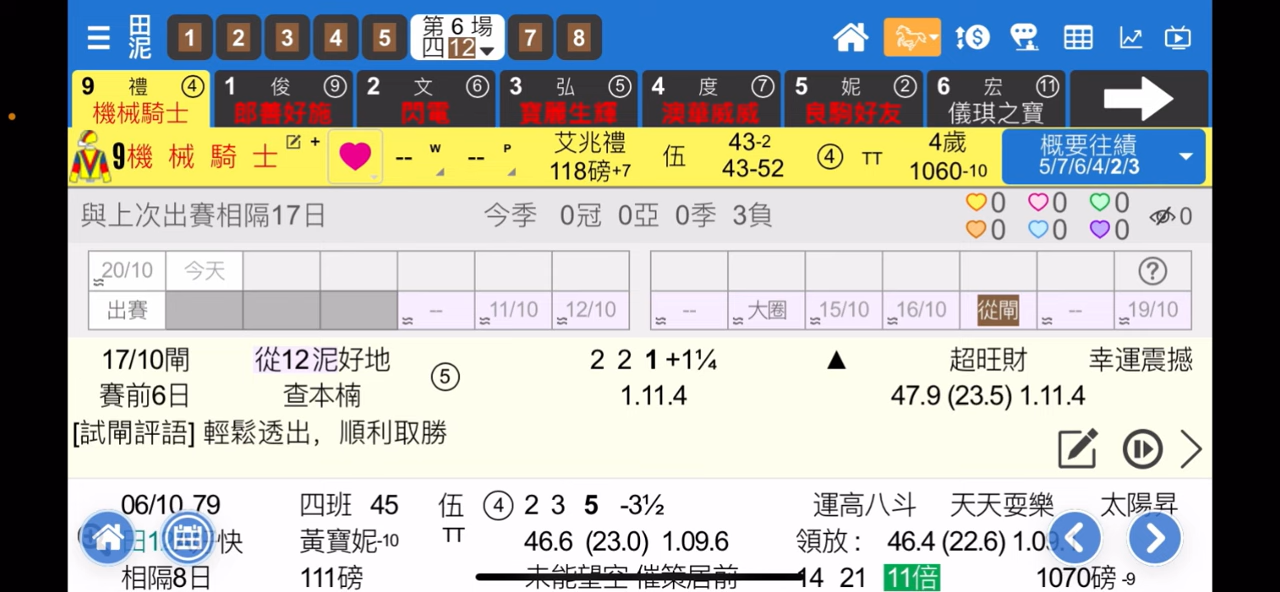 田泥 1 2 3 4 5 第6場 四12 7 8
9 禮 ④ 機械騎士
1 俊 ⑨ 郎善好施
2 文 ⑥ 閃電
3 弘 ⑤ 寶麗生輝
4 度 ⑦ 澳華威威
5 妮 ② 良駒好友
6 宏 ⑪ 儀琪之寶
9機械騎士 + -- W -- P 艾兆禮 118磅+7 伍 43-2 43-52 ④ TT 4歲 1060-10 概要往績 5/7/6/4/2/3
與上次出賽相隔17日 今季 0冠 0亞 0季 3負 0 0 0 0 0 0 0
20/10 今天 ?
出賽 -- 11/10 12/10 -- 大圈 15/10 16/10 從閘 -- 19/10
17/10閘 從12泥好地 ⑤ 2 2 1 +1¼ ▲ 超旺財 幸運震撼
賽前6日 查本楠 1.11.4 47.9 (23.5) 1.11.4
[試閘評語] 輕鬆透出，順利取勝
06/10 79 四班 45 伍 ④ 2 3 5 -3½ 運高八斗 天天耍樂 太陽昇
快 黃寶妮-10 TT 46.6 (23.0) 1.09.6 領放： 46.4 (22.6)
相隔8日 111磅 未能望空 催策居前 14 21 11倍 1070磅 -9